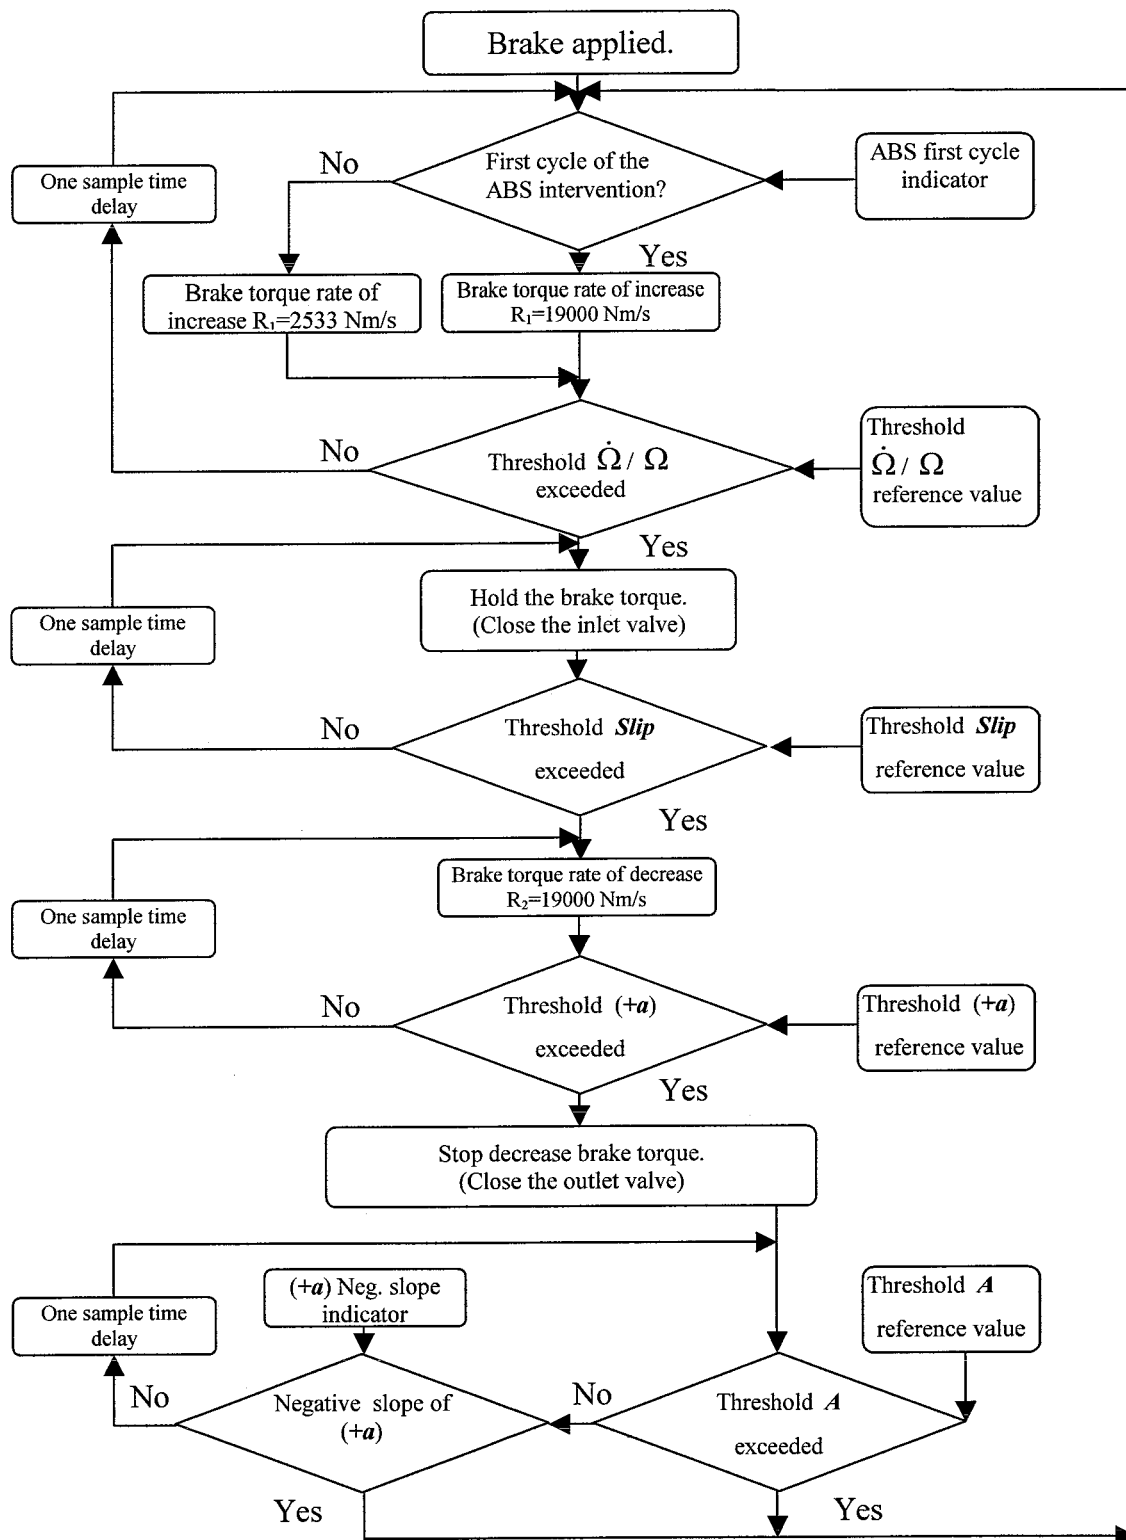 Brake applied.
No
First cycle of the
ABS intervention?
ABS first cycle
indicator
One sample time
delay
Yes
Brake torque rate of
increase R₁=2533 Nm/s
Brake torque rate of increase
R₁=19000 Nm/s
No
Threshold Ω̇ / Ω
exceeded
Threshold
Ω̇ / Ω
reference value
Yes
Hold the brake torque.
(Close the inlet valve)
One sample time
delay
No
Threshold Slip
exceeded
Threshold Slip
reference value
Yes
Brake torque rate of decrease
R₂=19000 Nm/s
One sample time
delay
No
Threshold (+a)
exceeded
Threshold (+a)
reference value
Yes
Stop decrease brake torque.
(Close the outlet valve)
(+a) Neg. slope
indicator
Threshold A
reference value
One sample time
delay
No
Negative slope of
(+a)
No
Threshold A
exceeded
Yes
Yes